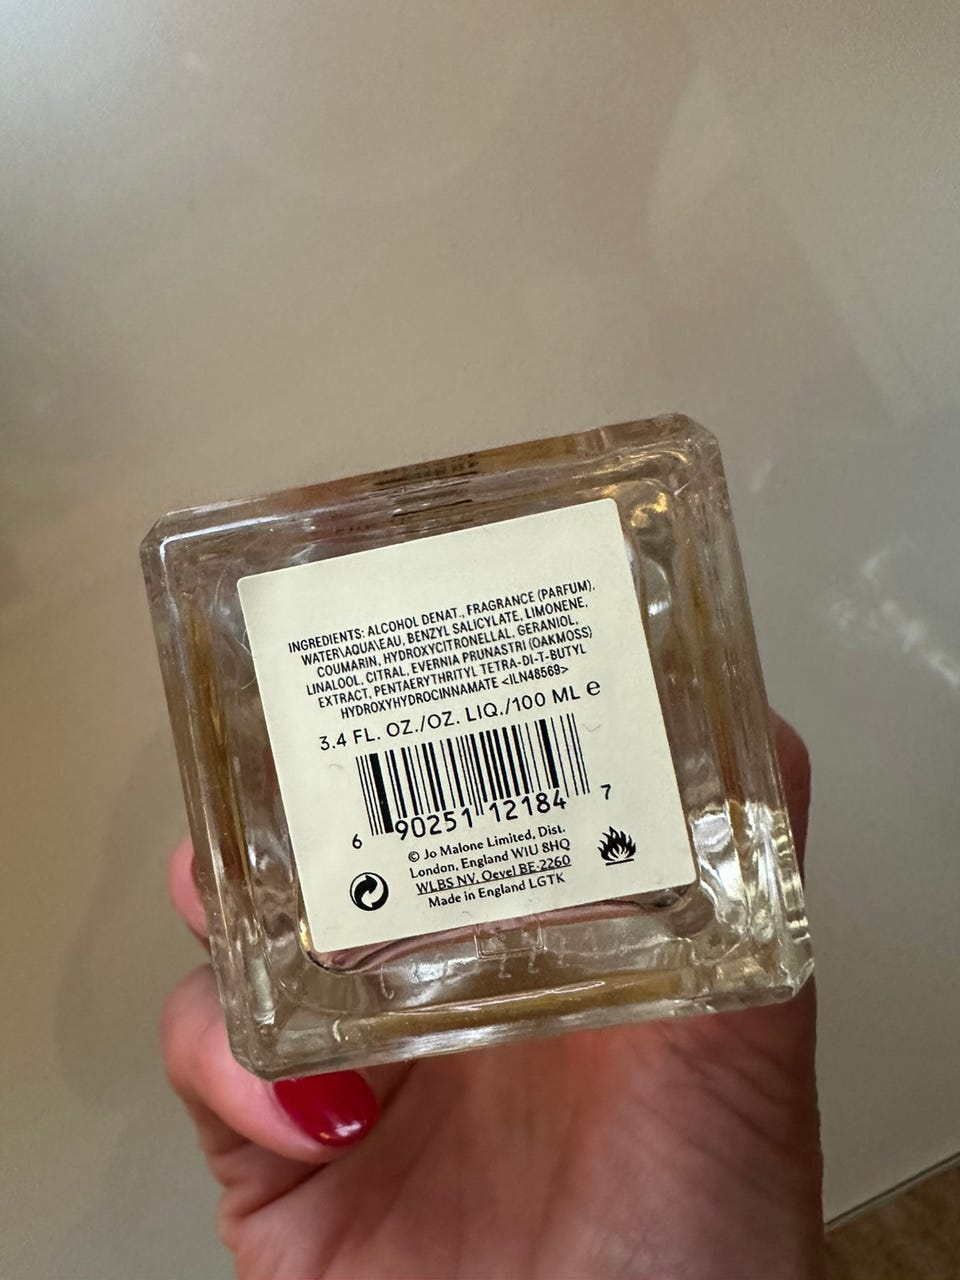 INGREDIENTS: ALCOHOL DENAT., FRAGRANCE (PARFUM),
WATER\AQUA\EAU, BENZYL SALICYLATE, LIMONENE,
COUMARIN, HYDROXYCITRONELLAL, GERANIOL,
LINALOOL, CITRAL, EVERNIA PRUNASTRI (OAKMOSS)
EXTRACT, PENTAERYTHRITYL TETRA-DI-T-BUTYL
HYDROXYHYDROCINNAMATE <ILN48569>
3.4 FL. OZ./OZ. LIQ./100 ML e
6 90251 12184 7
© Jo Malone Limited, Dist.
London, England W1U 8HQ
WLBS NV, Oevel BE-2260
Made in England LGTK